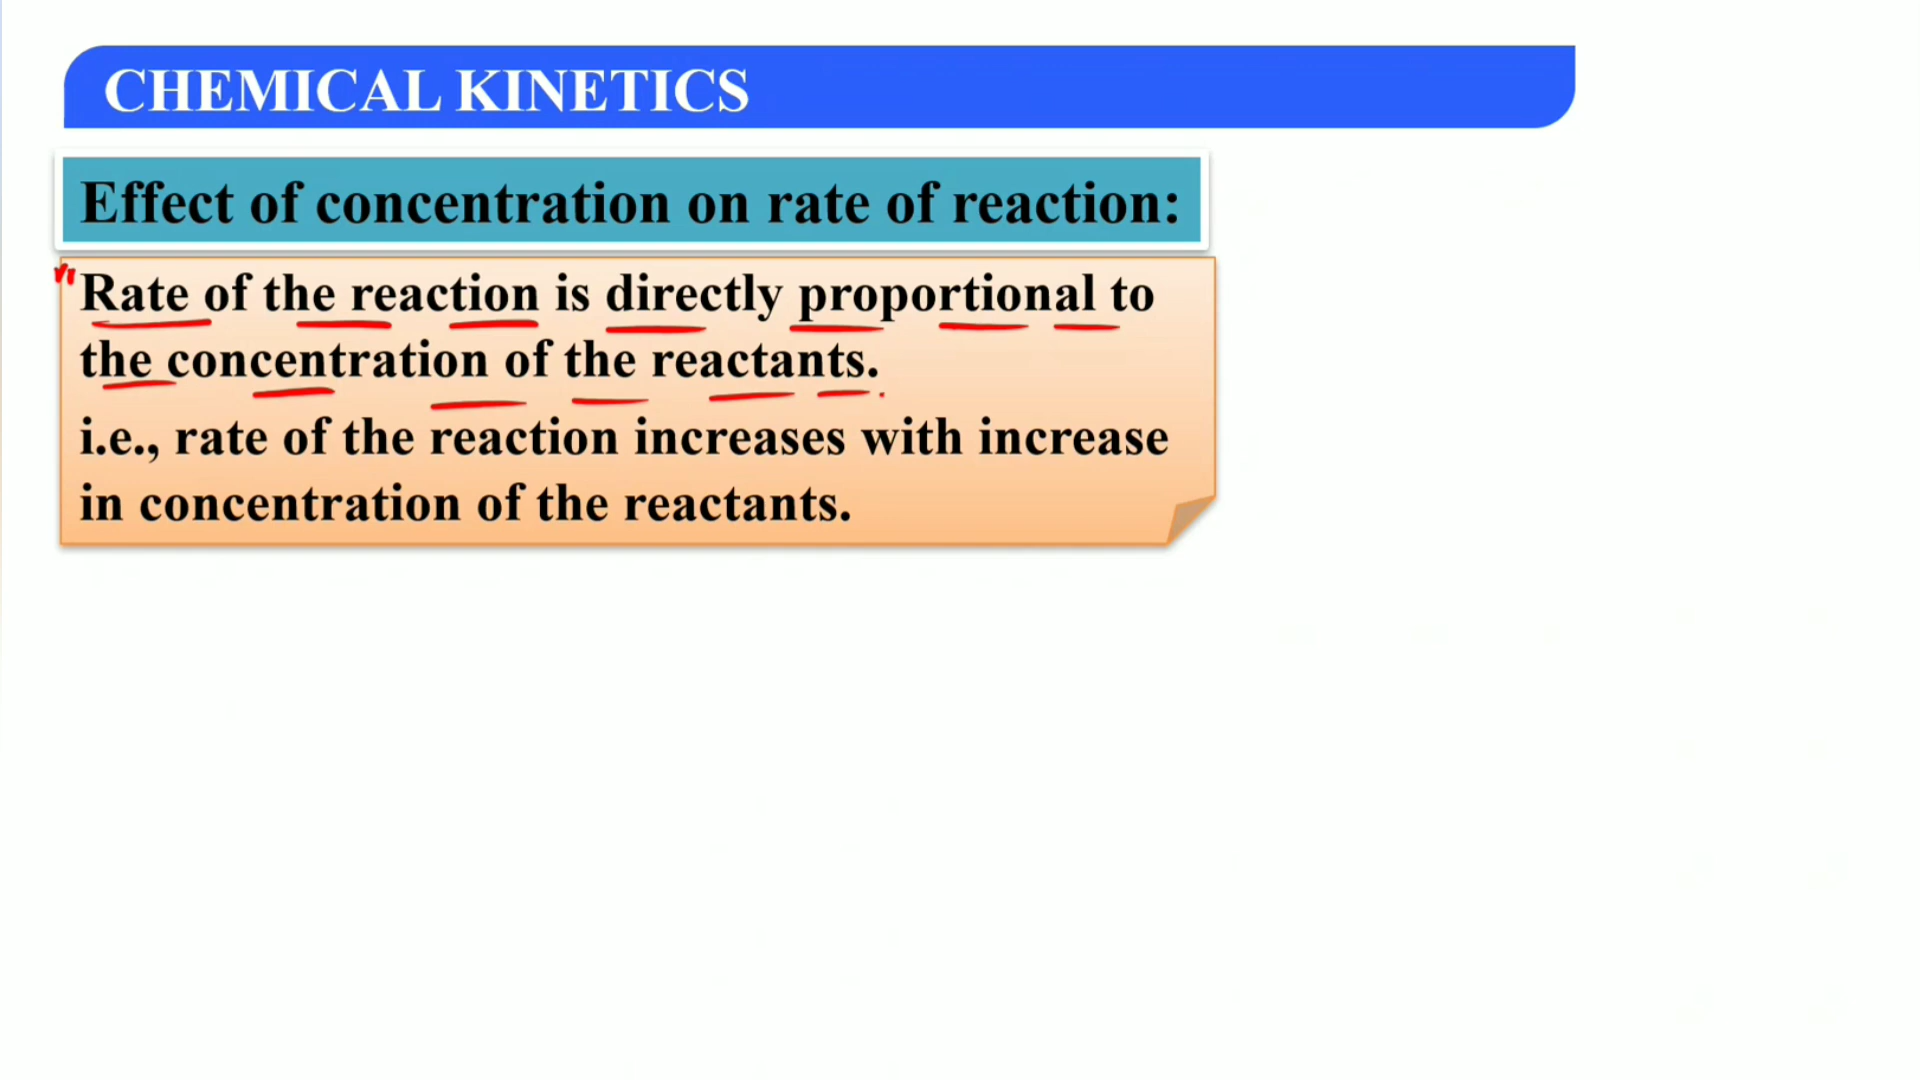 CHEMICAL KINETICS
Effect of concentration on rate of reaction:
"Rate of the reaction is directly proportional to
the concentration of the reactants.
i.e., rate of the reaction increases with increase
in concentration of the reactants.